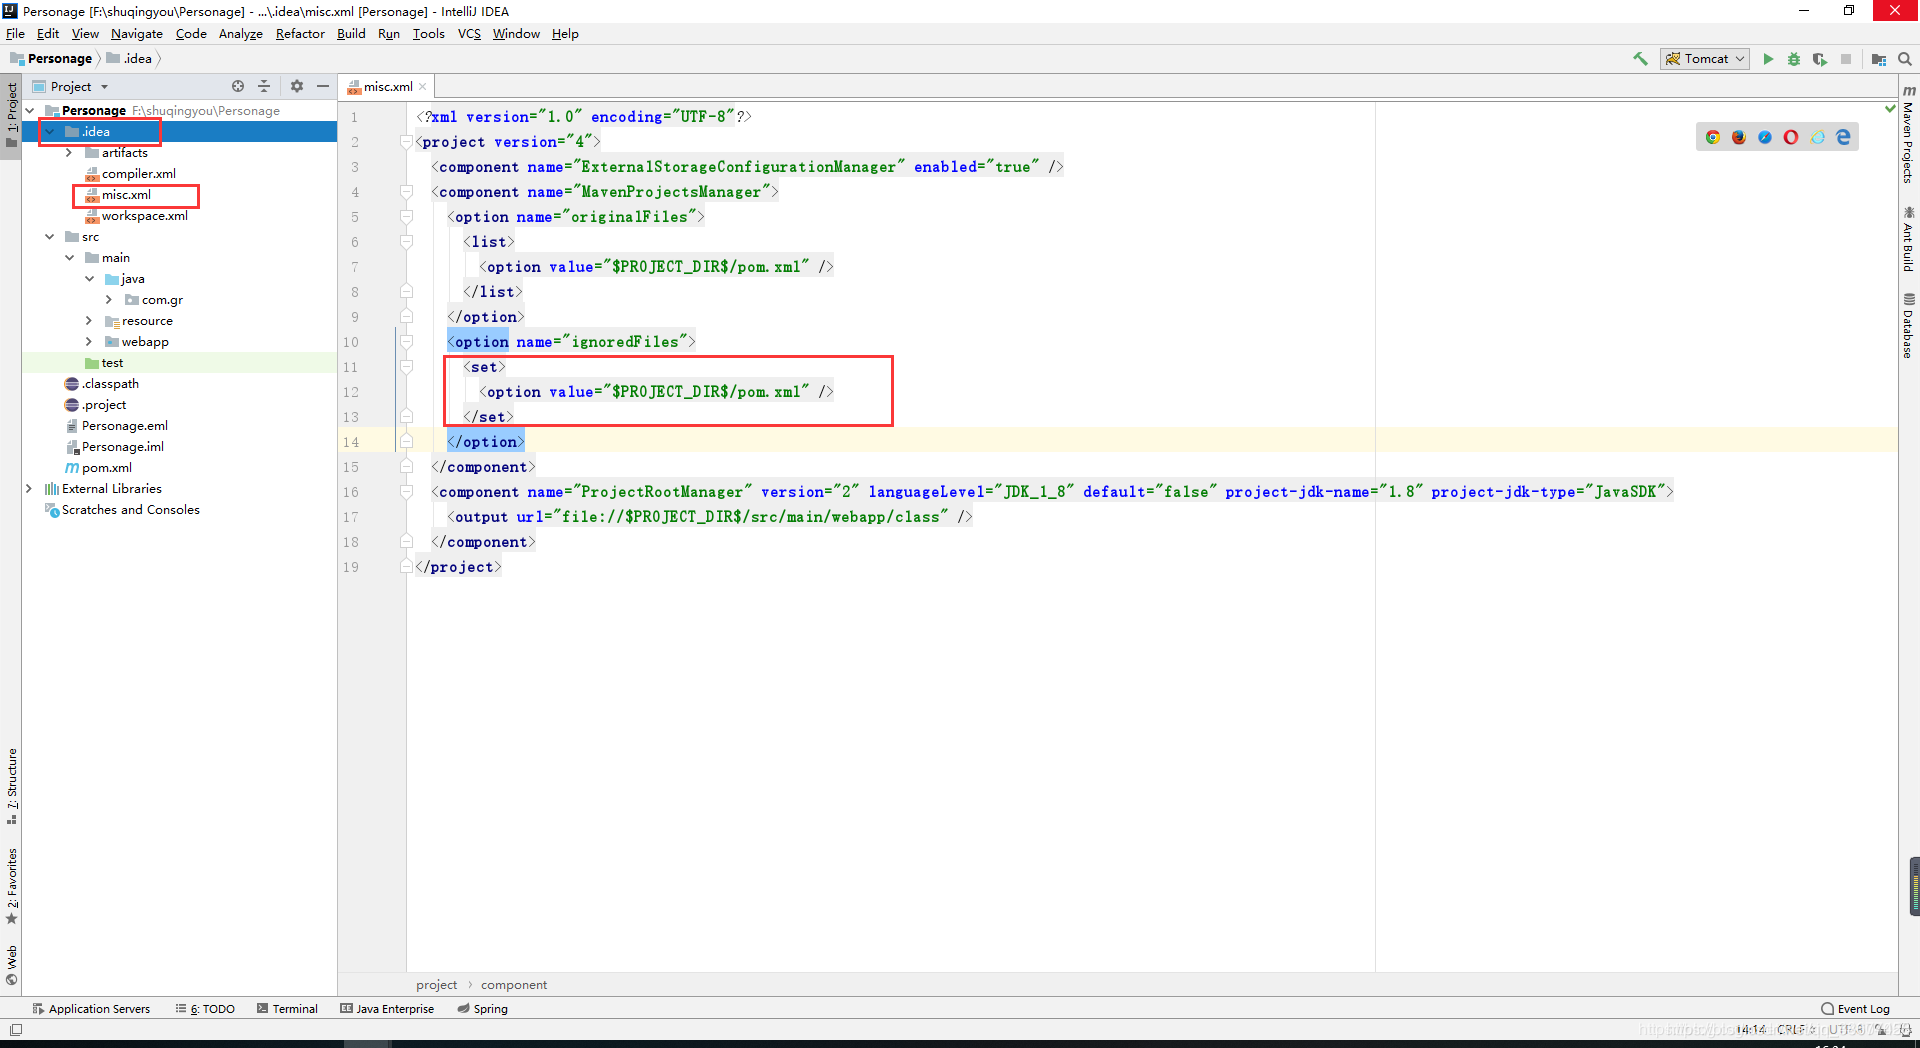 Personage [F:\shuqingyou\Personage] - ...\.idea\misc.xml [Personage] - IntelliJ IDEA
File Edit View Navigate Code Analyze Refactor Build Run Tools VCS Window Help
Personage .idea
Tomcat
1: Project
Project
misc.xml
Personage F:\shuqingyou\Personage
.idea
artifacts
compiler.xml
misc.xml
workspace.xml
src
main
java
com.gr
resource
webapp
test
.classpath
.project
Personage.eml
Personage.iml
pom.xml
External Libraries
Scratches and Consoles
1 <?xml version="1.0" encoding="UTF-8"?>
2 <project version="4">
3 <component name="ExternalStorageConfigurationManager" enabled="true" />
4 <component name="MavenProjectsManager">
5 <option name="originalFiles">
6 <list>
7 <option value="$PROJECT_DIR$/pom.xml" />
8 </list>
9 </option>
10 <option name="ignoredFiles">
11 <set>
12 <option value="$PROJECT_DIR$/pom.xml" />
13 </set>
14 </option>
15 </component>
16 <component name="ProjectRootManager" version="2" languageLevel="JDK_1_8" default="false" project-jdk-name="1.8" project-jdk-type="JavaSDK">
17 <output url="file://$PROJECT_DIR$/src/main/webapp/class" />
18 </component>
19 </project>
Maven Projects
Ant Build
Database
7: Structure
2: Favorites
Web
project › component
Application Servers 6: TODO Terminal Java Enterprise Spring Event Log
14:14 CRLF UTF-8